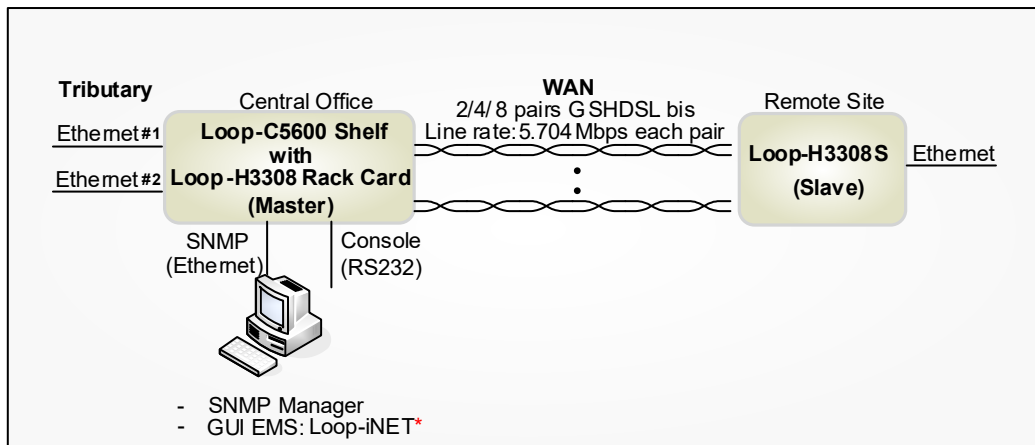 Tributary
Ethernet #1
Ethernet #2
Central Office
Loop-C5600 Shelf
with
Loop-H3308 Rack Card
(Master)
WAN
2/4/8 pairs G SHDSL bis
Line rate: 5.704 Mbps each pair
Remote Site
Loop-H3308S
(Slave)
Ethernet
SNMP
(Ethernet)
Console
(RS232)
- SNMP Manager
- GUI EMS: Loop-iNET*